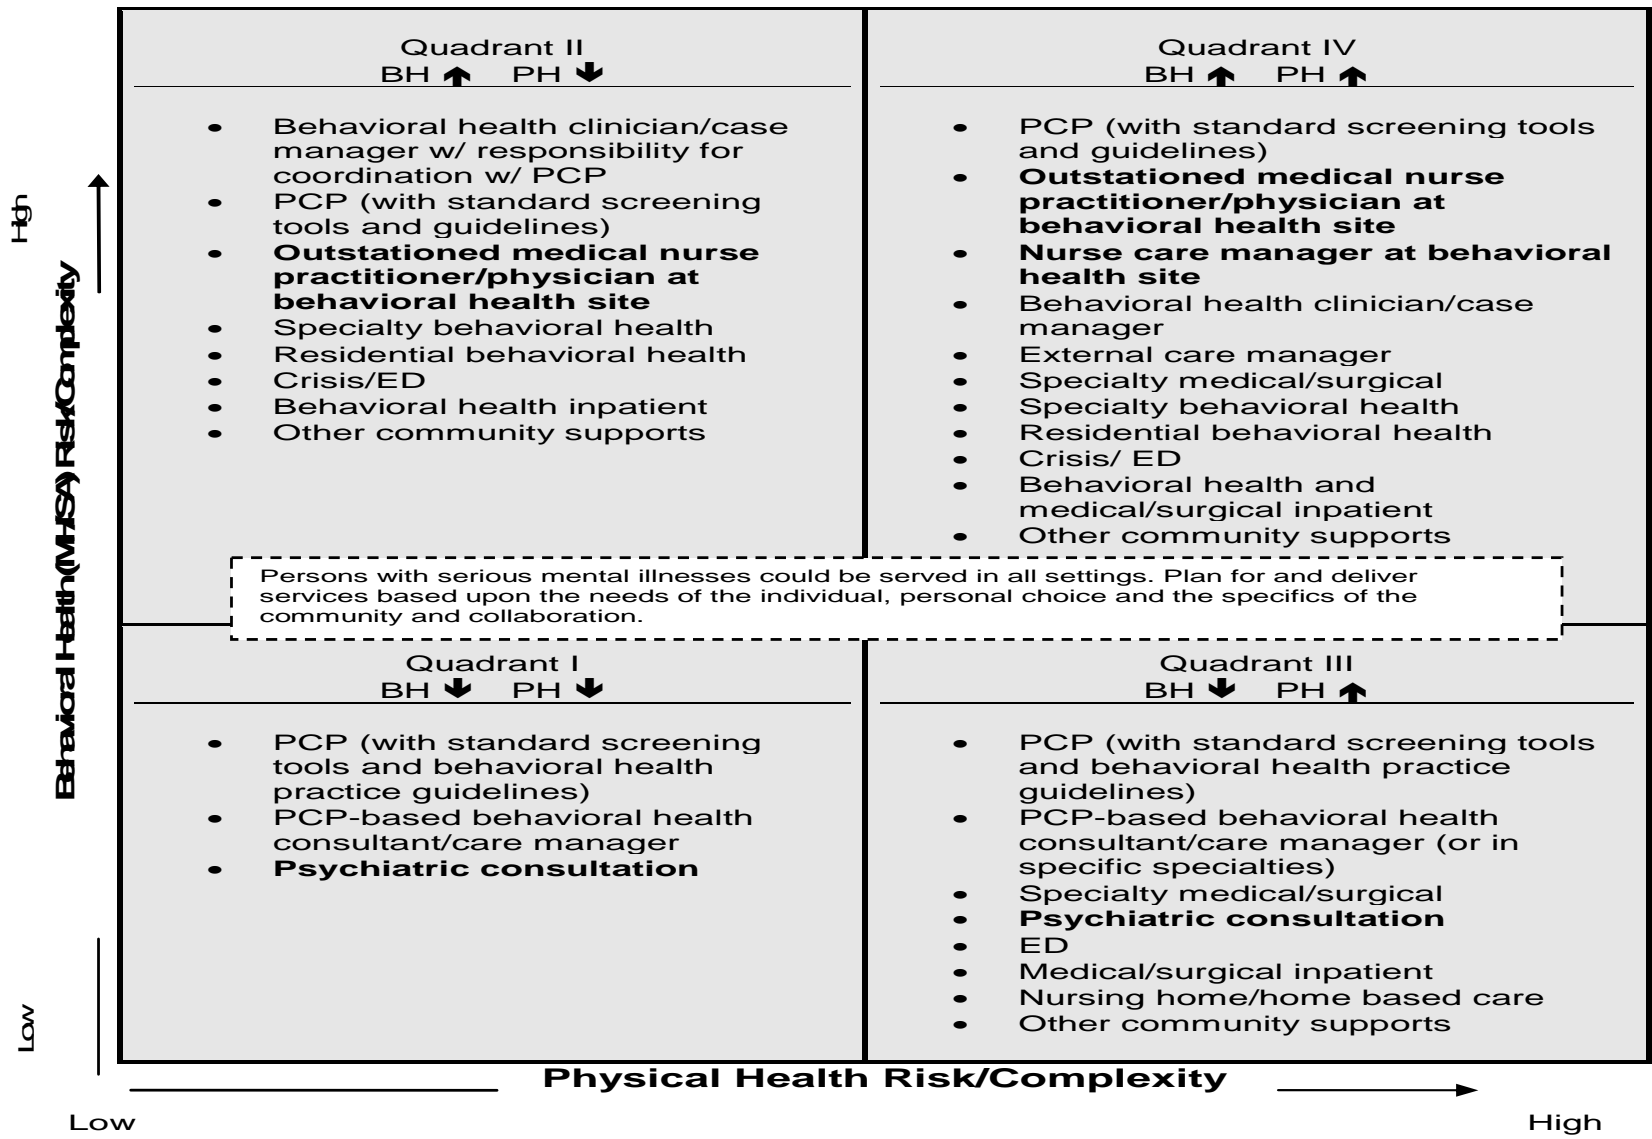 Quadrant II
BH 🡹 PH 🡻
• Behavioral health clinician/case
manager w/ responsibility for
coordination w/ PCP
• PCP (with standard screening
tools and guidelines)
• Outstationed medical nurse
practitioner/physician at
behavioral health site
• Specialty behavioral health
• Residential behavioral health
• Crisis/ED
• Behavioral health inpatient
• Other community supports
Quadrant IV
BH 🡹 PH 🡹
• PCP (with standard screening tools
and guidelines)
• Outstationed medical nurse
practitioner/physician at
behavioral health site
• Nurse care manager at behavioral
health site
• Behavioral health clinician/case
manager
• External care manager
• Specialty medical/surgical
• Specialty behavioral health
• Residential behavioral health
• Crisis/ ED
• Behavioral health and
medical/surgical inpatient
• Other community supports
Persons with serious mental illnesses could be served in all settings. Plan for and deliver
services based upon the needs of the individual, personal choice and the specifics of the
community and collaboration.
Quadrant I
BH 🡻 PH 🡻
• PCP (with standard screening
tools and behavioral health
practice guidelines)
• PCP-based behavioral health
consultant/care manager
• Psychiatric consultation
Quadrant III
BH 🡻 PH 🡹
• PCP (with standard screening tools
and behavioral health practice
guidelines)
• PCP-based behavioral health
consultant/care manager (or in
specific specialties)
• Specialty medical/surgical
• Psychiatric consultation
• ED
• Medical/surgical inpatient
• Nursing home/home based care
• Other community supports
High
Behavioral Health (MH/SA) Risk/Complexity
Low
Physical Health Risk/Complexity
Low
High